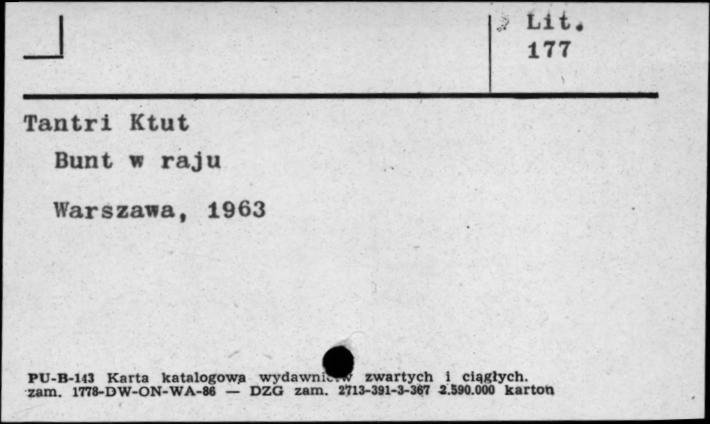 Lit.
177
Tantri Ktut
Bunt w raju
Warszawa, 1963
PU-B-143 Karta katalogowa wydawnictw zwartych i ciągłych.
zam. 1778-DW-ON-WA-86 — DZG zam. 2713-391-3-367 2.590.000 karton